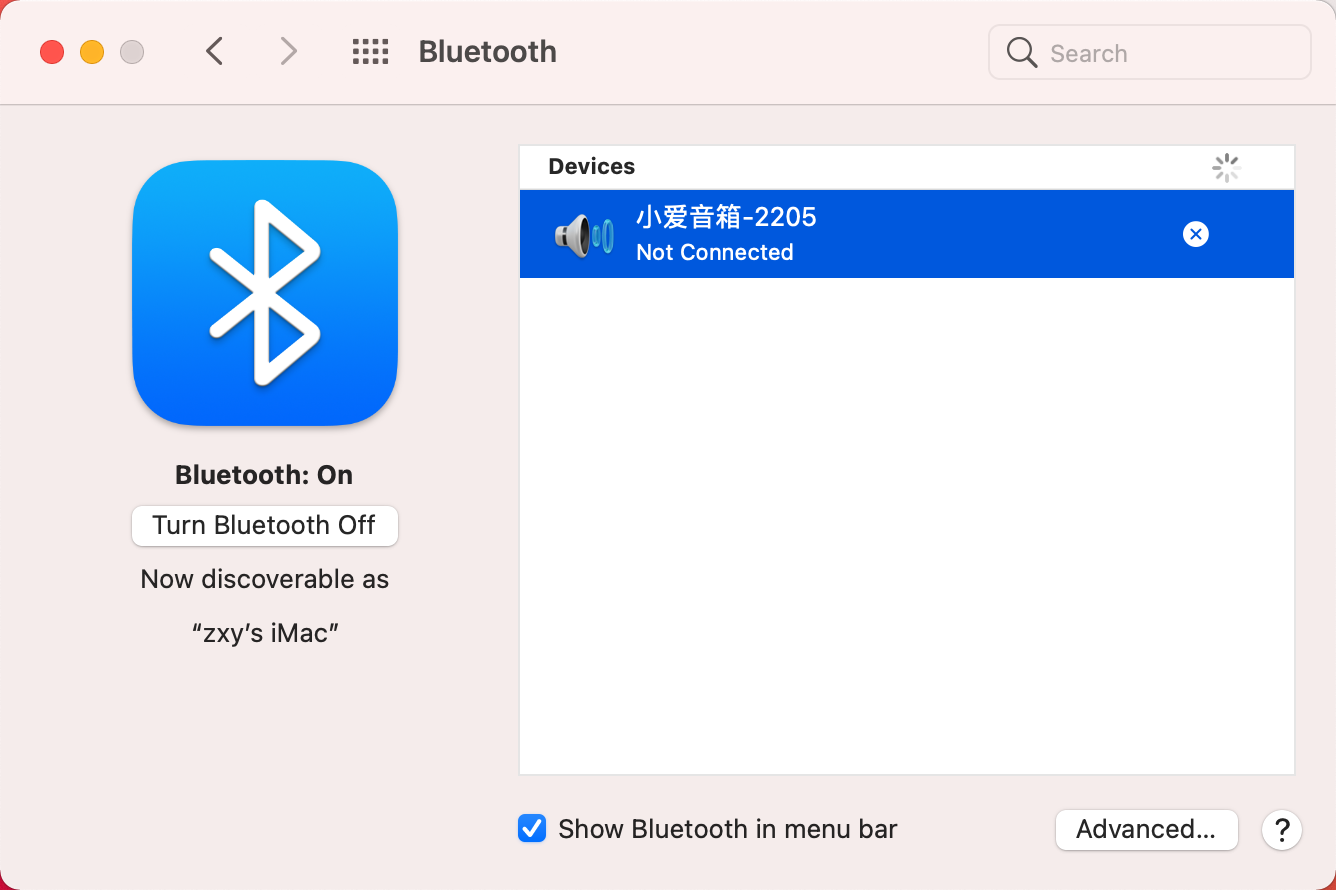 Bluetooth
Search
Devices
小爱音箱-2205
Not Connected
Bluetooth: On
Turn Bluetooth Off
Now discoverable as
“zxy’s iMac”
Show Bluetooth in menu bar
Advanced...
?